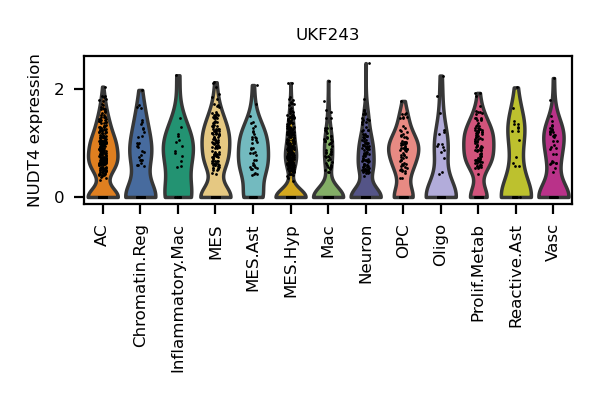 UKF243
NUDT4 expression
2
0
AC
Chromatin.Reg
Inflammatory.Mac
MES
MES.Ast
MES.Hyp
Mac
Neuron
OPC
Oligo
Prolif.Metab
Reactive.Ast
Vasc